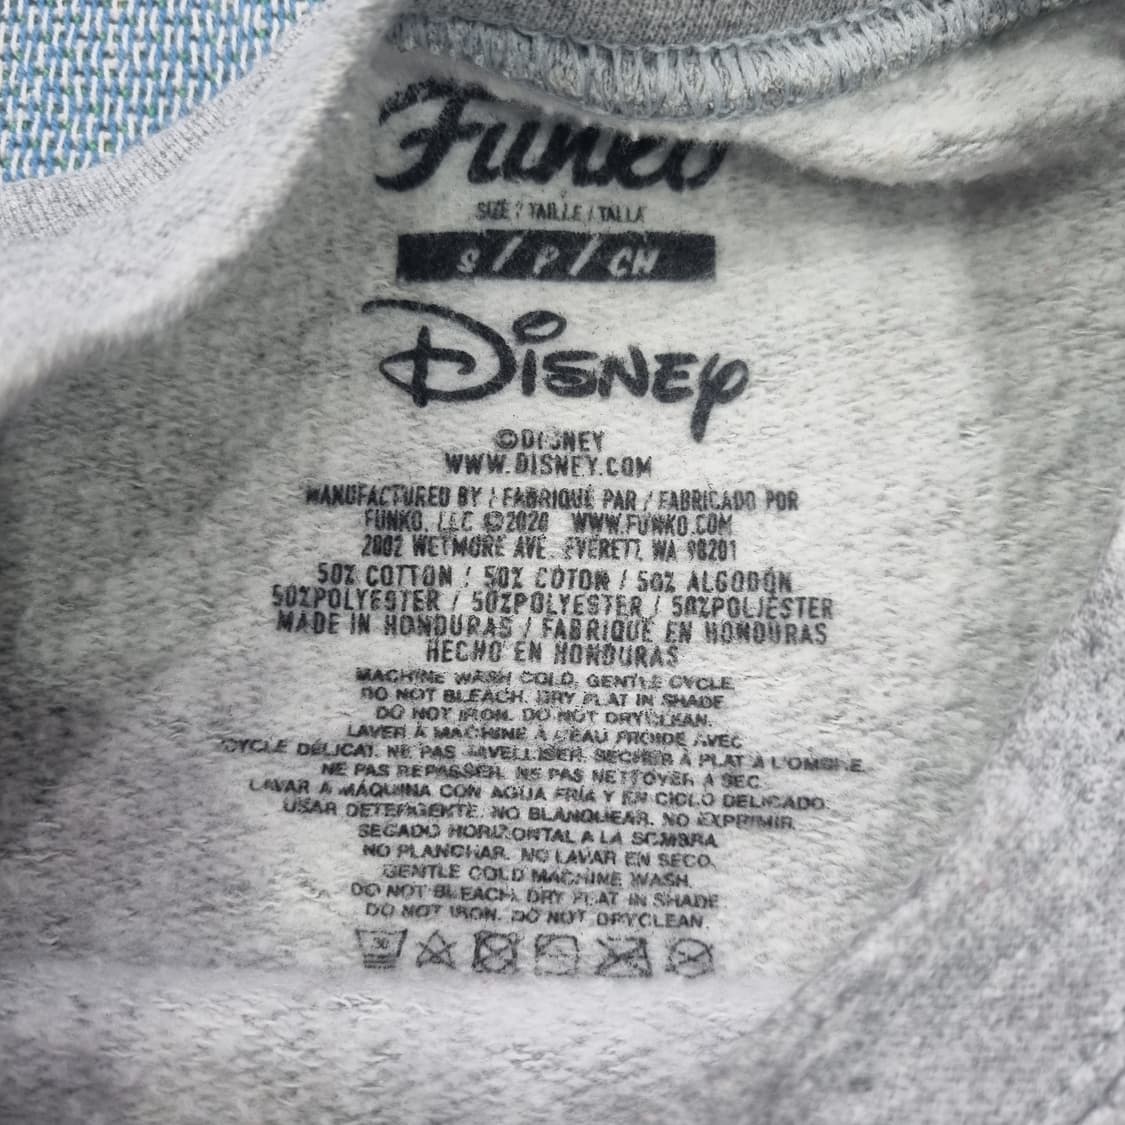 Funko
SIZE / TAILLE / TALLA
S / P / CH
Disney
©DISNEY
WWW.DISNEY.COM
MANUFACTURED BY / FABRIQUÉ PAR / FABRICADO POR
FUNKO, LLC ©2020 WWW.FUNKO.COM
2002 WETMORE AVE. EVERETT, WA 98201
50% COTTON / 50% COTON / 50% ALGODÓN
50%POLYESTER / 50%POLYESTER / 50%POLIÉSTER
MADE IN HONDURAS / FABRIQUÉ EN HONDURAS
HECHO EN HONDURAS
MACHINE WASH COLD, GENTLE CYCLE.
DO NOT BLEACH. DRY FLAT IN SHADE
DO NOT IRON. DO NOT DRYCLEAN.
LAVER À MACHINE À L'EAU FROIDE AVEC
CYCLE DÉLICAT. NE PAS JAVELLISER. SÉCHER À PLAT À L'OMBRE.
NE PAS REPASSER. NE PAS NETTOYER À SEC.
LAVAR A MÁQUINA CON AGUA FRÍA Y EN CICLO DELICADO.
USAR DETERGENTE. NO BLANQUEAR. NO EXPRIMIR.
SECADO HORIZONTAL A LA SOMBRA
NO PLANCHAR. NO LAVAR EN SECO.
GENTLE COLD MACHINE WASH.
DO NOT BLEACH. DRY FLAT IN SHADE
DO NOT IRON. DO NOT DRYCLEAN.
30